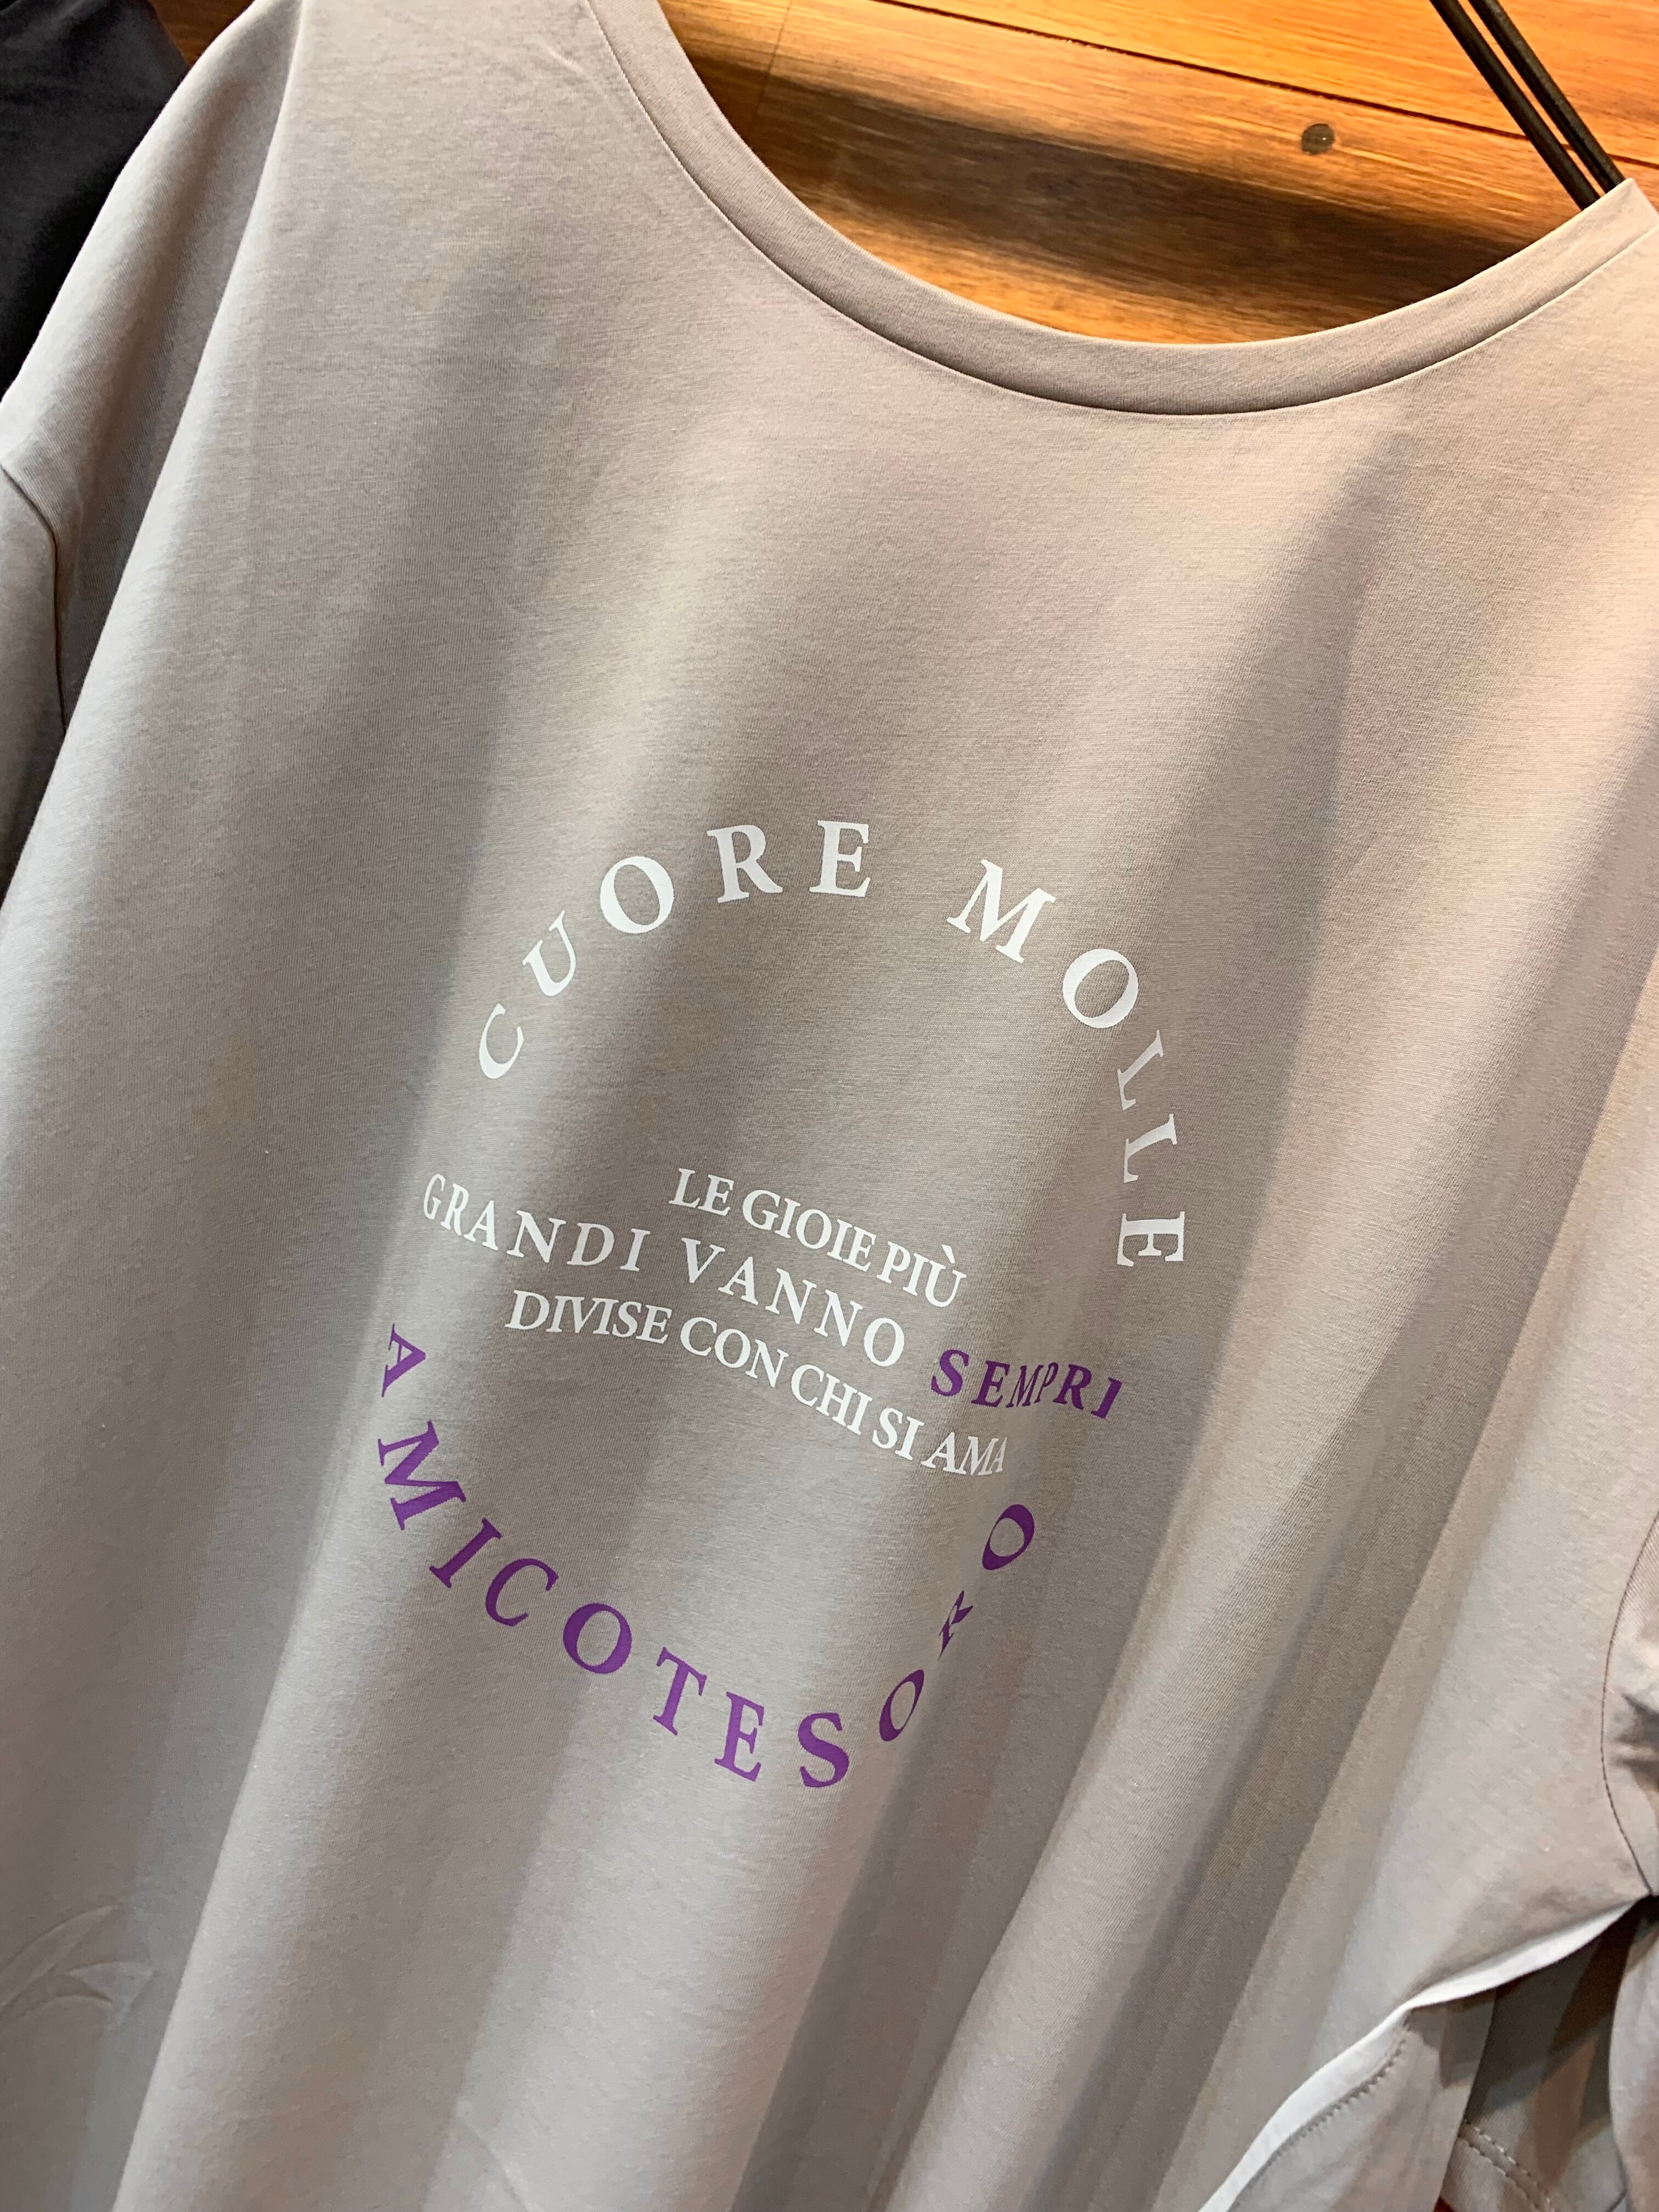 CUORE MOLLE
LE GIOIE PIÙ
GRANDI VANNO SEMPRI
DIVISE CON CHI SI AMA
AMICOTESORO